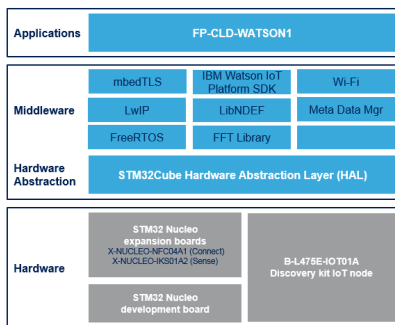 Applications
FP-CLD-WATSON1
Middleware
mbedTLS
IBM Watson IoT
Platform SDK
Wi-Fi
LwIP
LibNDEF
Meta Data Mgr
FreeRTOS
FFT Library
Hardware
Abstraction
STM32Cube Hardware Abstraction Layer (HAL)
Hardware
STM32 Nucleo
expansion boards
X-NUCLEO-NFC04A1 (Connect)
X-NUCLEO-IKS01A2 (Sense)
STM32 Nucleo
development board
B-L475E-IOT01A
Discovery kit IoT node